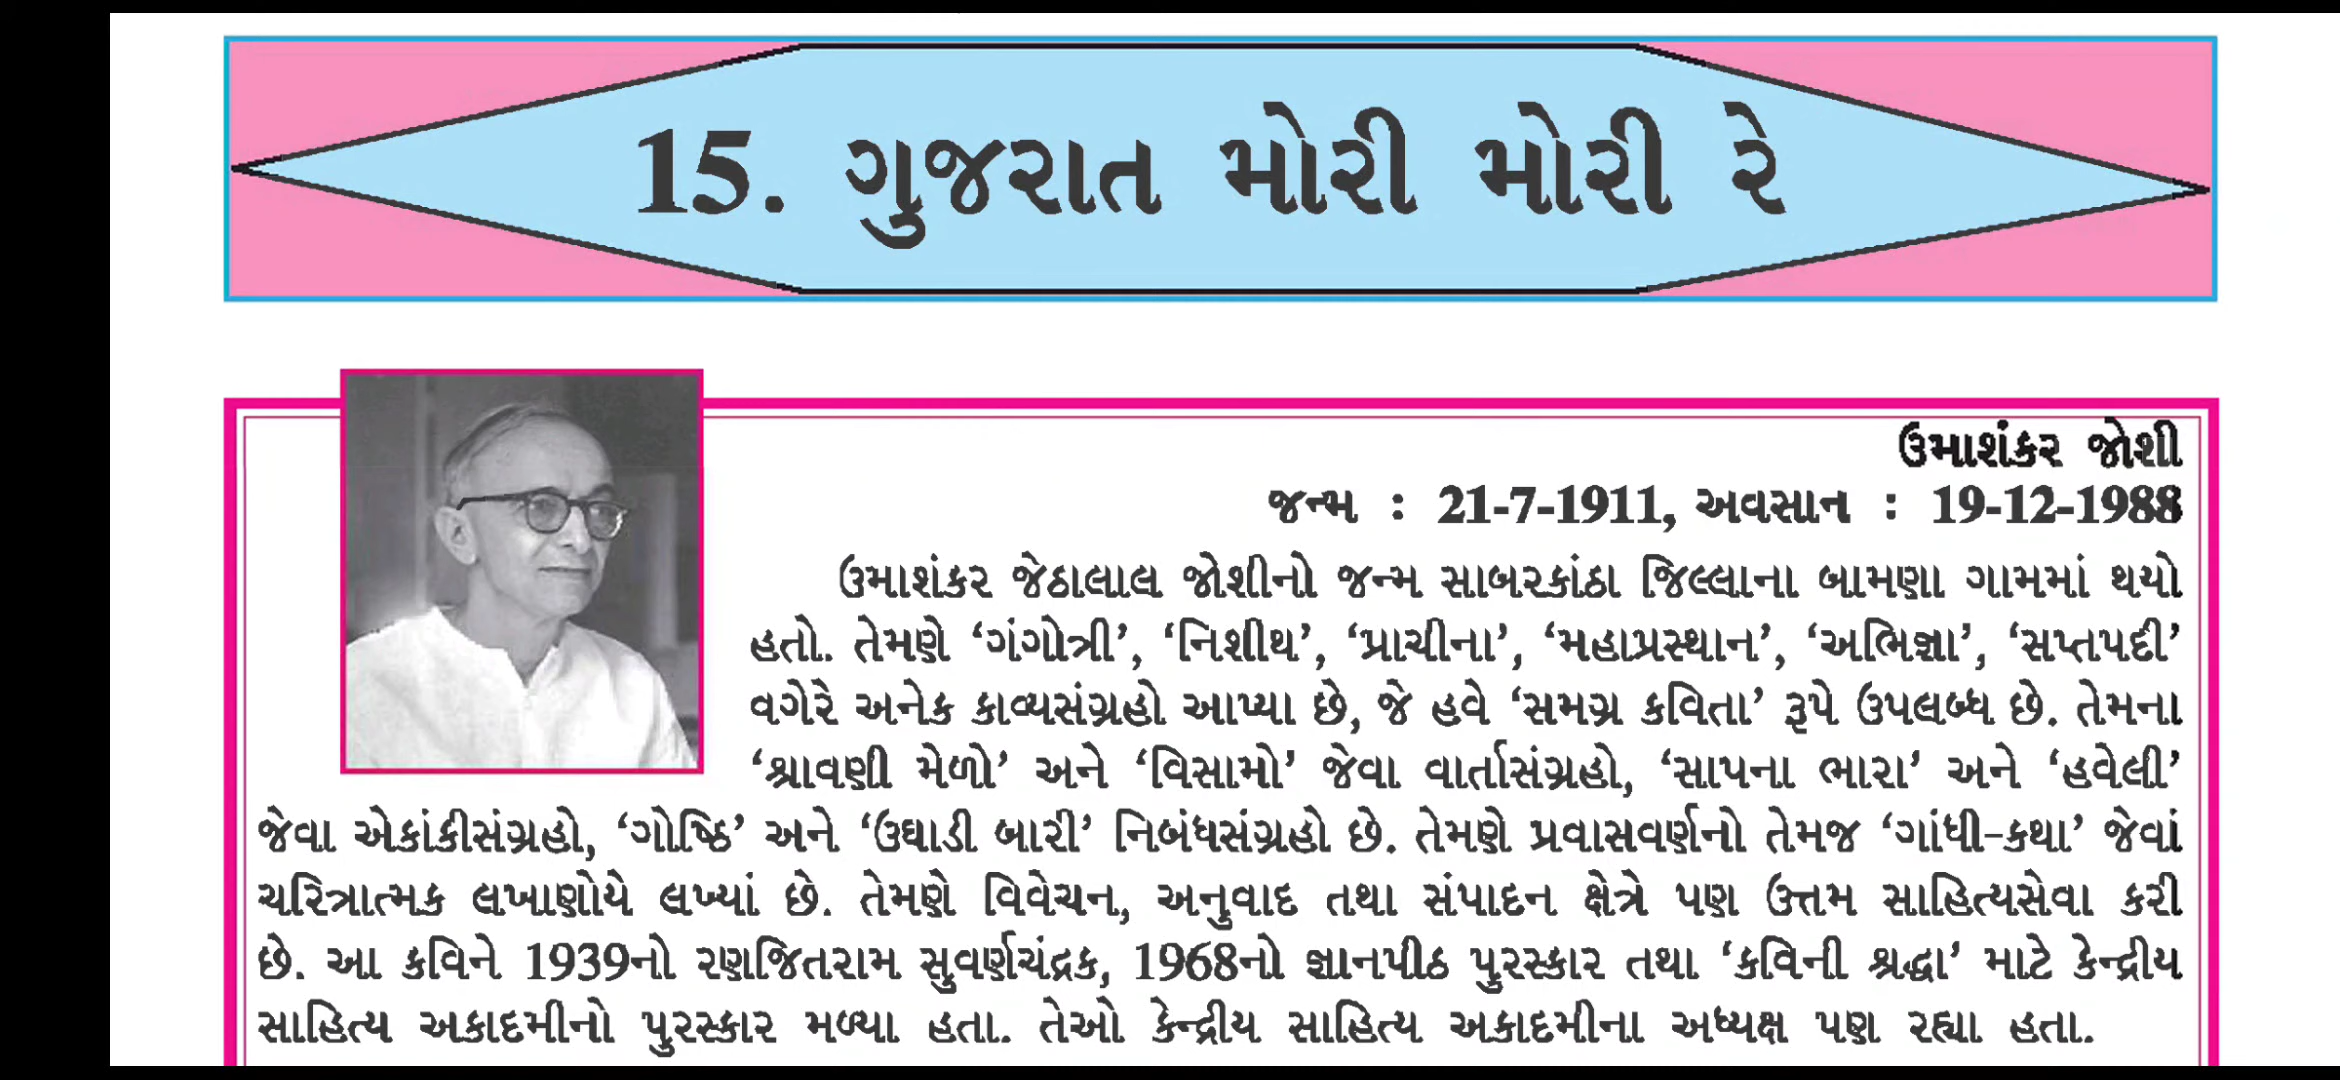 15. ગુજરાત મોરી મોરી રે
ઉમાશંકર જોશી
જન્મ : 21-7-1911, અવસાન : 19-12-1988
ઉમાશંકર જેઠાલાલ જોશીનો જન્મ સાબરકાંઠા જિલ્લાના બામણા ગામમાં થયો
હતો. તેમણે ‘ગંગોત્રી’, ‘નિશીથ’, ‘પ્રાચીના’, ‘મહાપ્રસ્થાન’, ‘અભિજ્ઞા’, ‘સપ્તપદી’
વગેરે અનેક કાવ્યસંગ્રહો આપ્યા છે, જે હવે ‘સમગ્ર કવિતા’ રૂપે ઉપલબ્ધ છે. તેમના
‘શ્રાવણી મેળો’ અને ‘વિસામો’ જેવા વાર્તાસંગ્રહો, ‘સાપના ભારા’ અને ‘હવેલી’
જેવા એકાંકીસંગ્રહો, ‘ગોષ્ઠિ’ અને ‘ઉઘાડી બારી’ નિબંધસંગ્રહો છે. તેમણે પ્રવાસવર્ણનો તેમજ ‘ગાંધી-કથા’ જેવાં
ચરિત્રાત્મક લખાણોયે લખ્યાં છે. તેમણે વિવેચન, અનુવાદ તથા સંપાદન ક્ષેત્રે પણ ઉત્તમ સાહિત્યસેવા કરી
છે. આ કવિને 1939નો રણજિતરામ સુવર્ણચંદ્રક, 1968નો જ્ઞાનપીઠ પુરસ્કાર તથા ‘કવિની શ્રદ્ધા’ માટે કેન્દ્રીય
સાહિત્ય અકાદમીનો પુરસ્કાર મળ્યા હતા. તેઓ કેન્દ્રીય સાહિત્ય અકાદમીના અધ્યક્ષ પણ રહ્યા હતા.